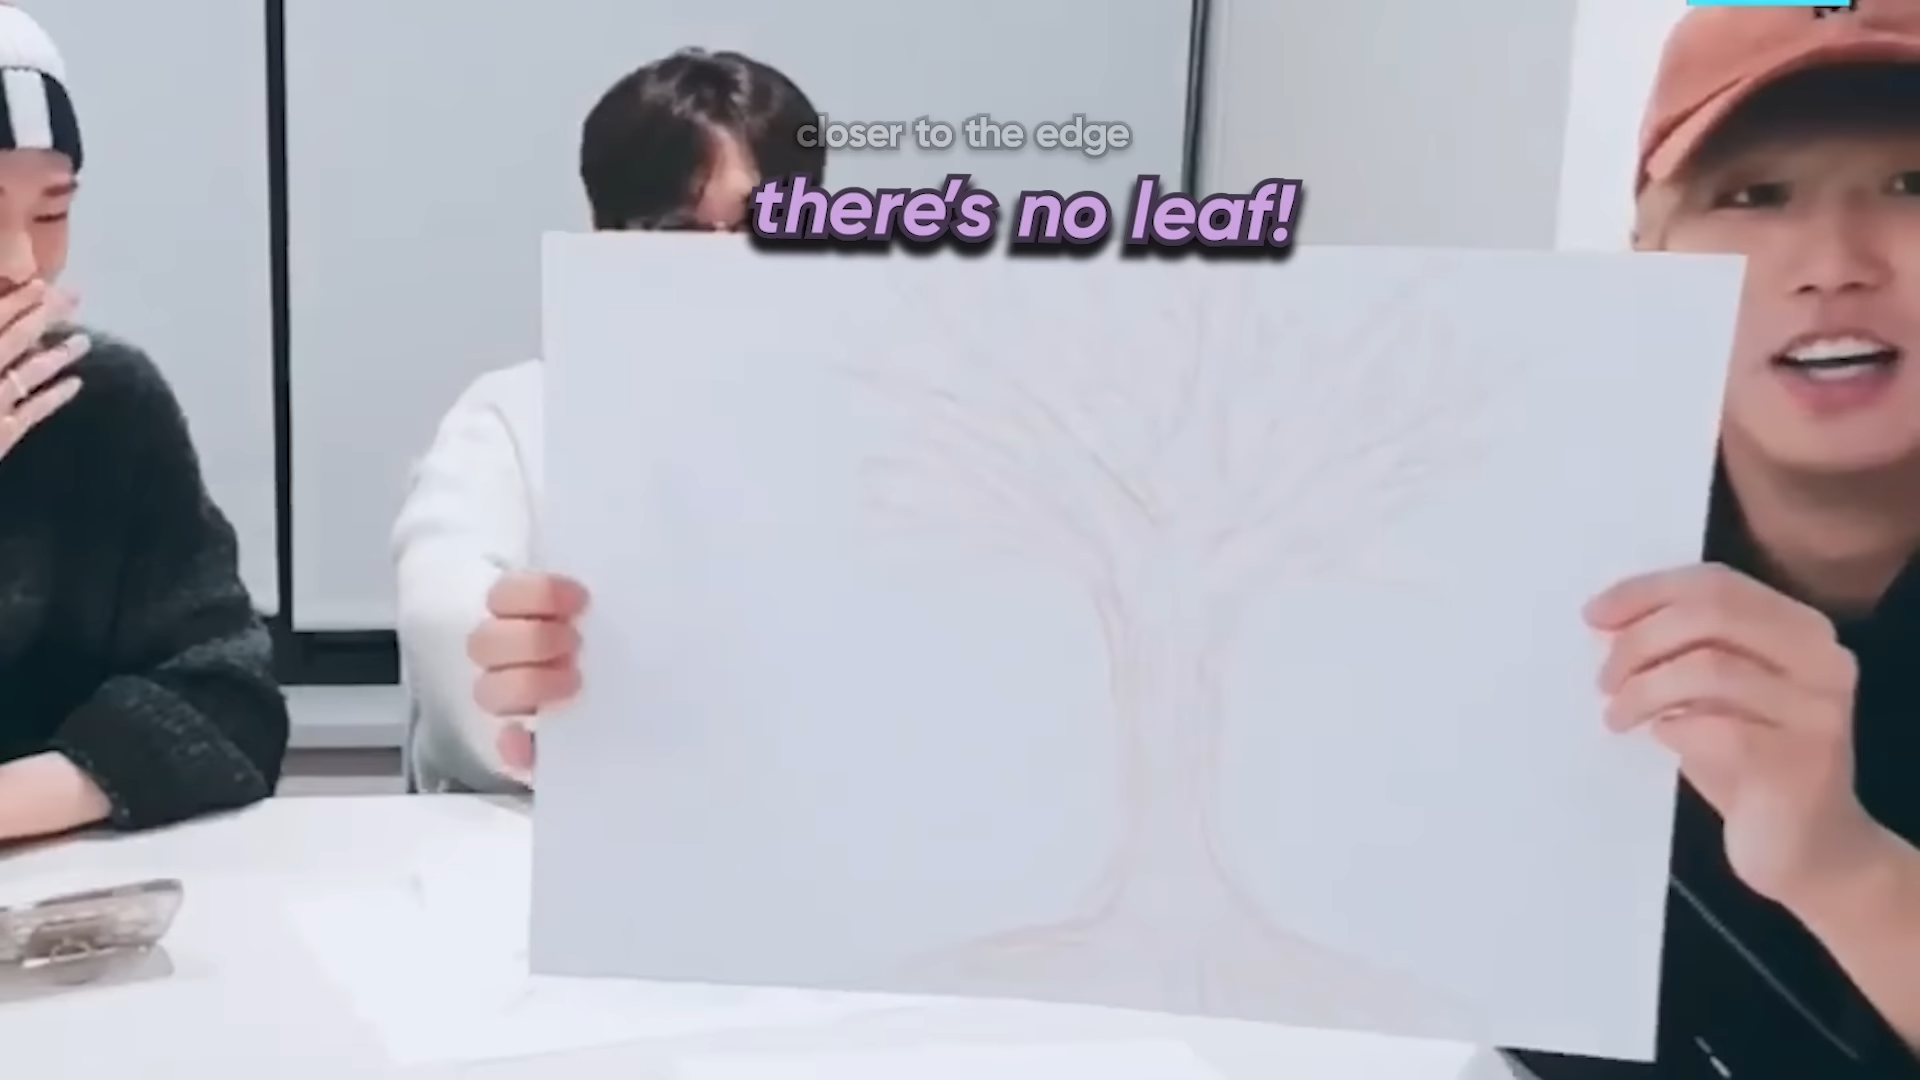 closer to the edge
there's no leaf!